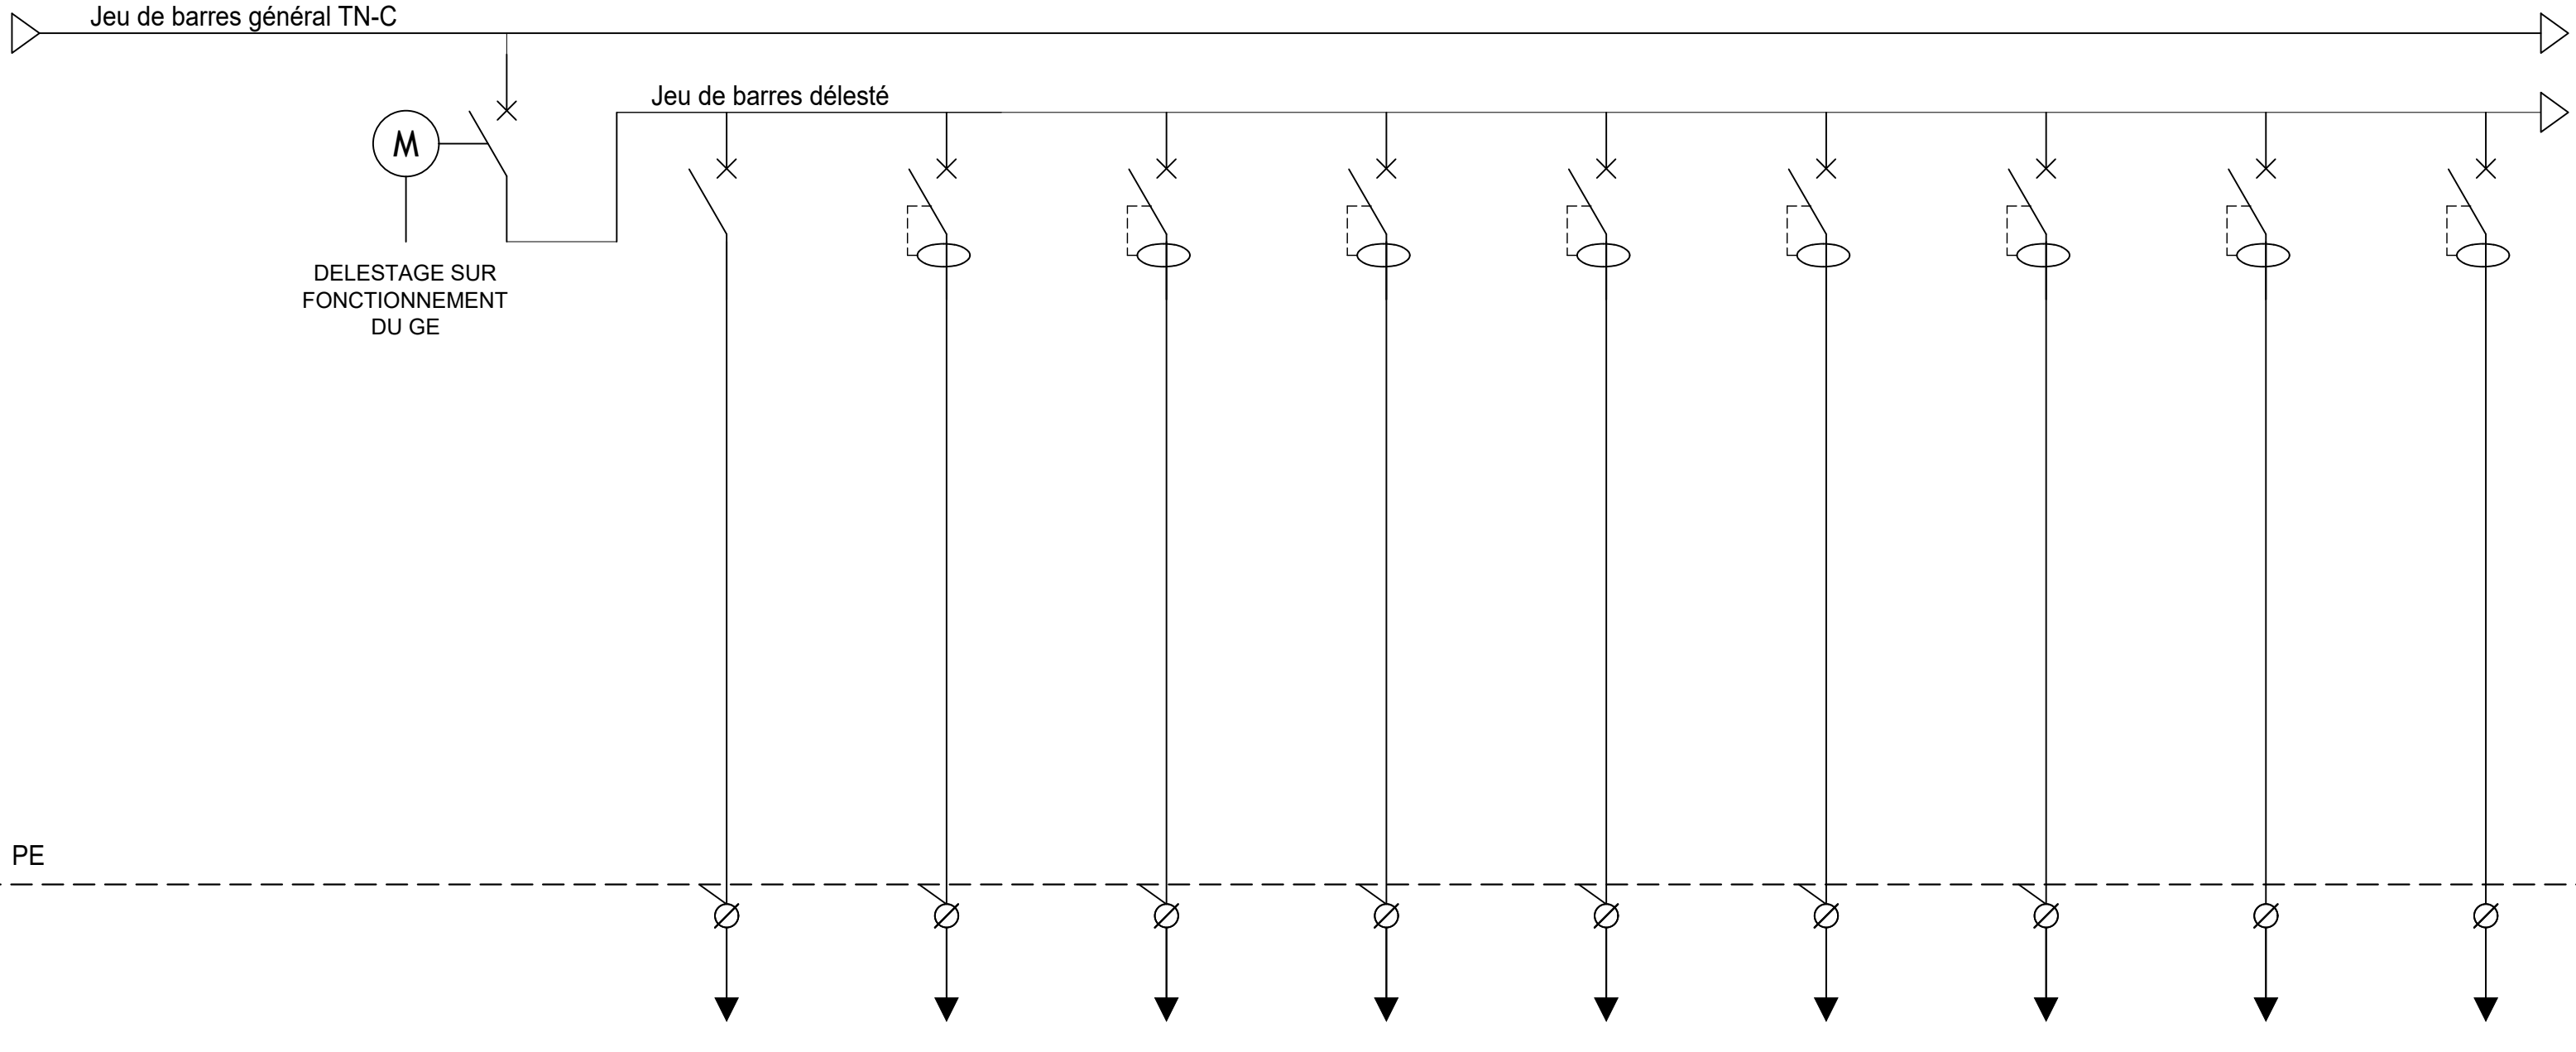 Jeu de barres général TN-C
Jeu de barres délesté
M
DELESTAGE SUR
FONCTIONNEMENT
DU GE
PE